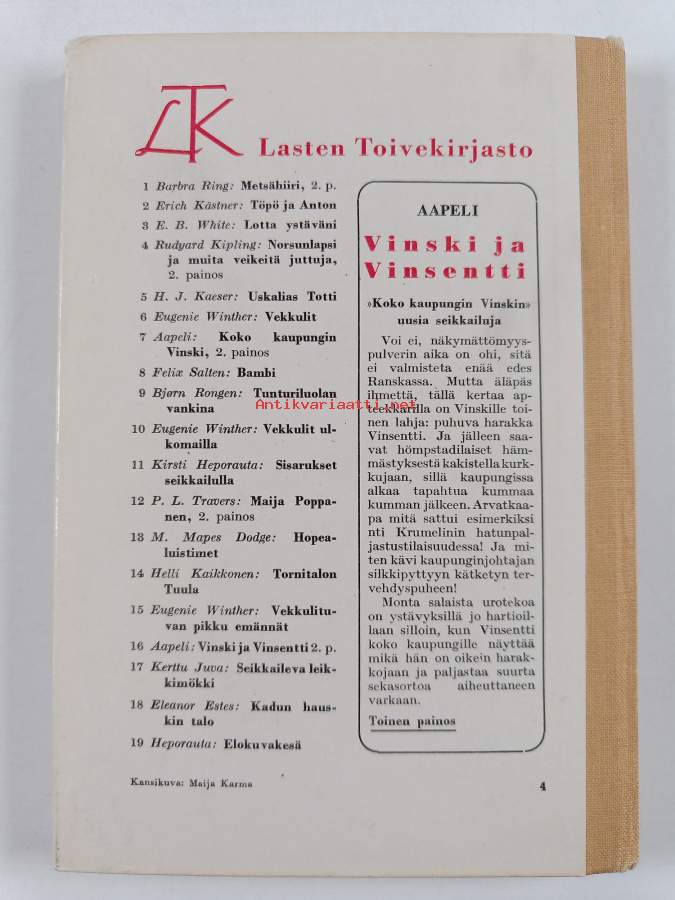 LTK Lasten Toivekirjasto
1 Barbra Ring: Metsähiiri, 2. p.
2 Erich Kästner: Töpö ja Anton
3 E. B. White: Lotta ystäväni
4 Rudyard Kipling: Norsunlapsi
ja muita veikeitä juttuja,
2. painos
5 H. J. Kaeser: Uskalias Totti
6 Eugenie Winther: Vekkulit
7 Aapeli: Koko kaupungin
Vinski, 2. painos
8 Felix Salten: Bambi
9 Bjørn Rongen: Tunturiluolan
vankina
10 Eugenie Winther: Vekkulit ul-
komailla
11 Kirsti Heporauta: Sisarukset
seikkailulla
12 P. L. Travers: Maija Poppa-
nen, 2. painos
13 M. Mapes Dodge: Hopea-
luistimet
14 Helli Kaikkonen: Tornitalon
Tuula
15 Eugenie Winther: Vekkulitu-
van pikku emännät
16 Aapeli: Vinski ja Vinsentti 2. p.
17 Kerttu Juva: Seikkaileva leik-
kimökki
18 Eleanor Estes: Kadun haus-
kin talo
19 Heporauta: Elokuvakesä
Kansikuva: Maija Karma
AAPELI
Vinski ja
Vinsentti
»Koko kaupungin Vinskin»
uusia seikkailuja
Voi ei, näkymättömyys-
pulverin aika on ohi, sitä
ei valmisteta enää edes
Ranskassa. Mutta äläpäs
ihmettä, tällä kertaa ap-
teekkarilla on Vinskille toi-
nen lahja: puhuva harakka
Vinsentti. Ja jälleen saa-
vat hömpstadilaiset häm-
mästyksestä kakistella kurk-
kujaan, sillä kaupungissa
alkaa tapahtua kummaa
kumman jälkeen. Arvatkaa-
pa mitä sattui esimerkiksi
nti Krumelinin hatunpal-
jastustilaisuudessa! Ja mi-
ten kävi kaupunginjohtajan
silkkipyttyyn kätketyn ter-
vehdyspuheen!
Monta salaista urotekoa
on ystävyksillä jo hartioil-
laan silloin, kun Vinsentti
koko kaupungille näyttää
mikä hän on oikein harak-
kojaan ja paljastaa suurta
sekasortoa aiheuttaneen
varkaan.
Toinen painos
4
Antikvariaatti.net